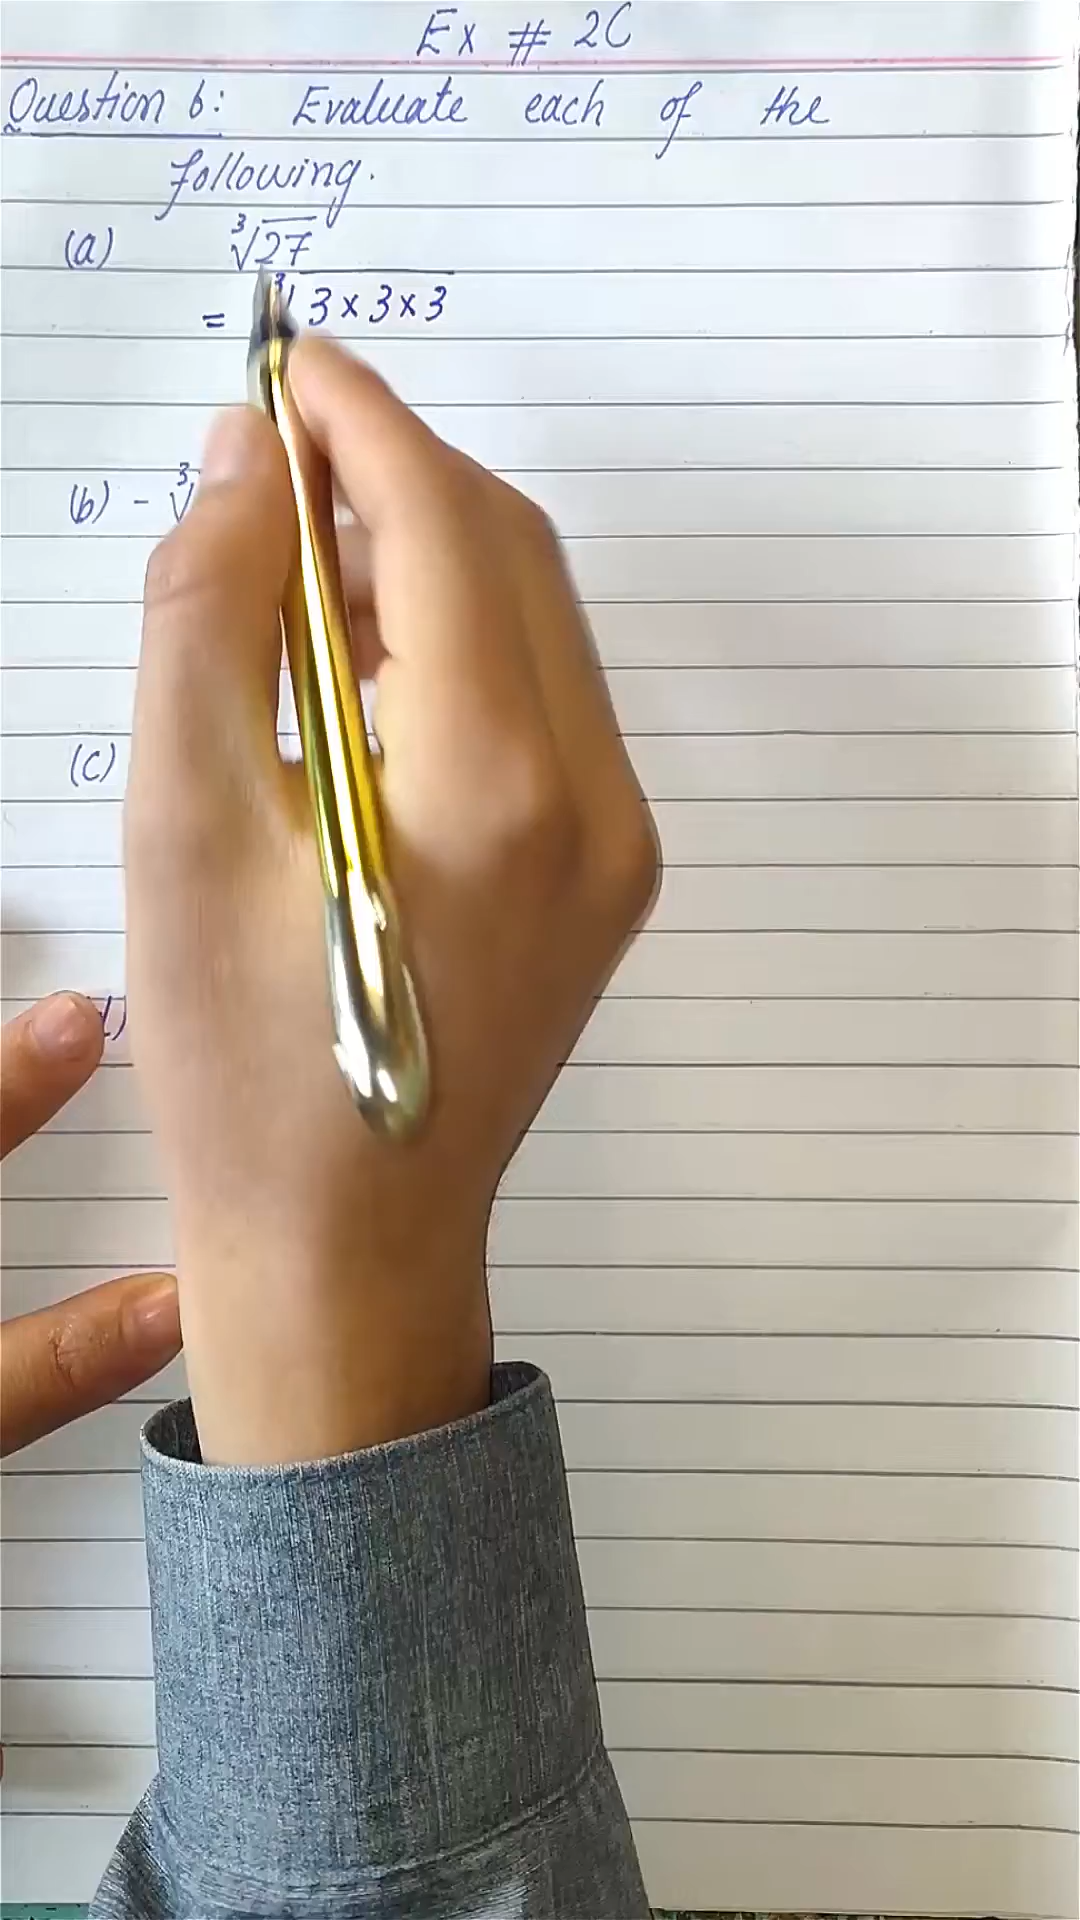 Ex # 2C
Question 6: Evaluate each of the
following.
(a) ∛27
= ∛3×3×3
(b) - ∛
(c)